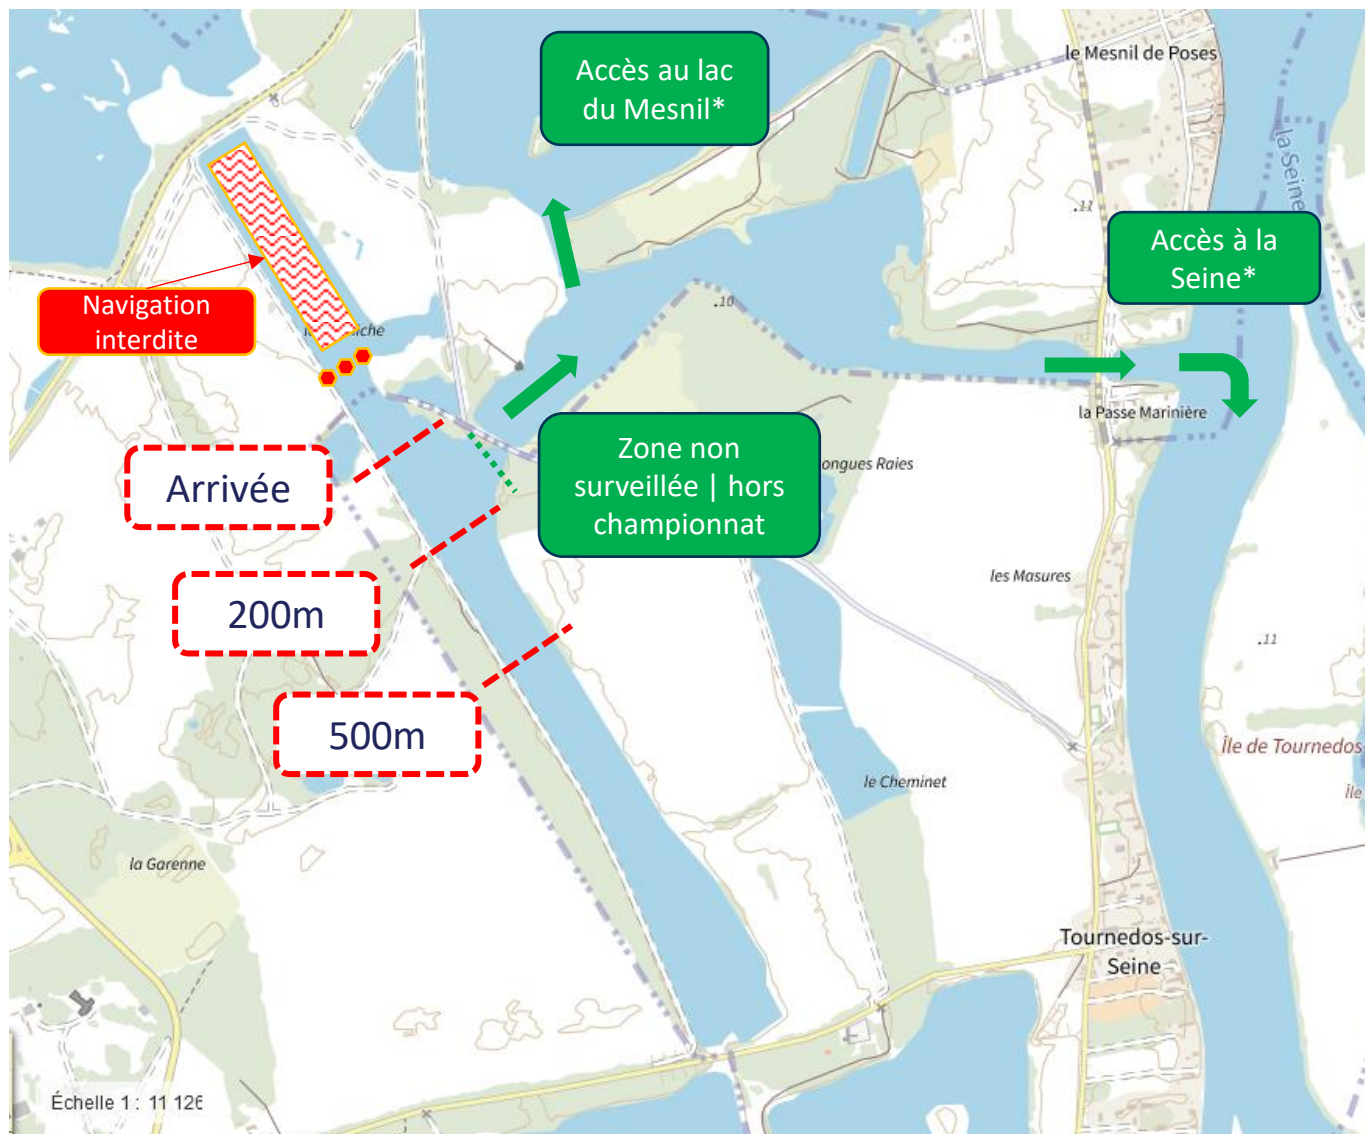 le Mesnil de Poses
Accès au lac
du Mesnil*
la Seine
.11
Accès à la
Seine*
Navigation
interdite
.10
la Passe Marinière
ongues Raies
Zone non
surveillée | hors
championnat
Arrivée
200m
les Masures
500m
.11
Île de Tournedos
Île
le Cheminet
la Garenne
Tournedos-sur-
Seine
Échelle 1 : 11 126